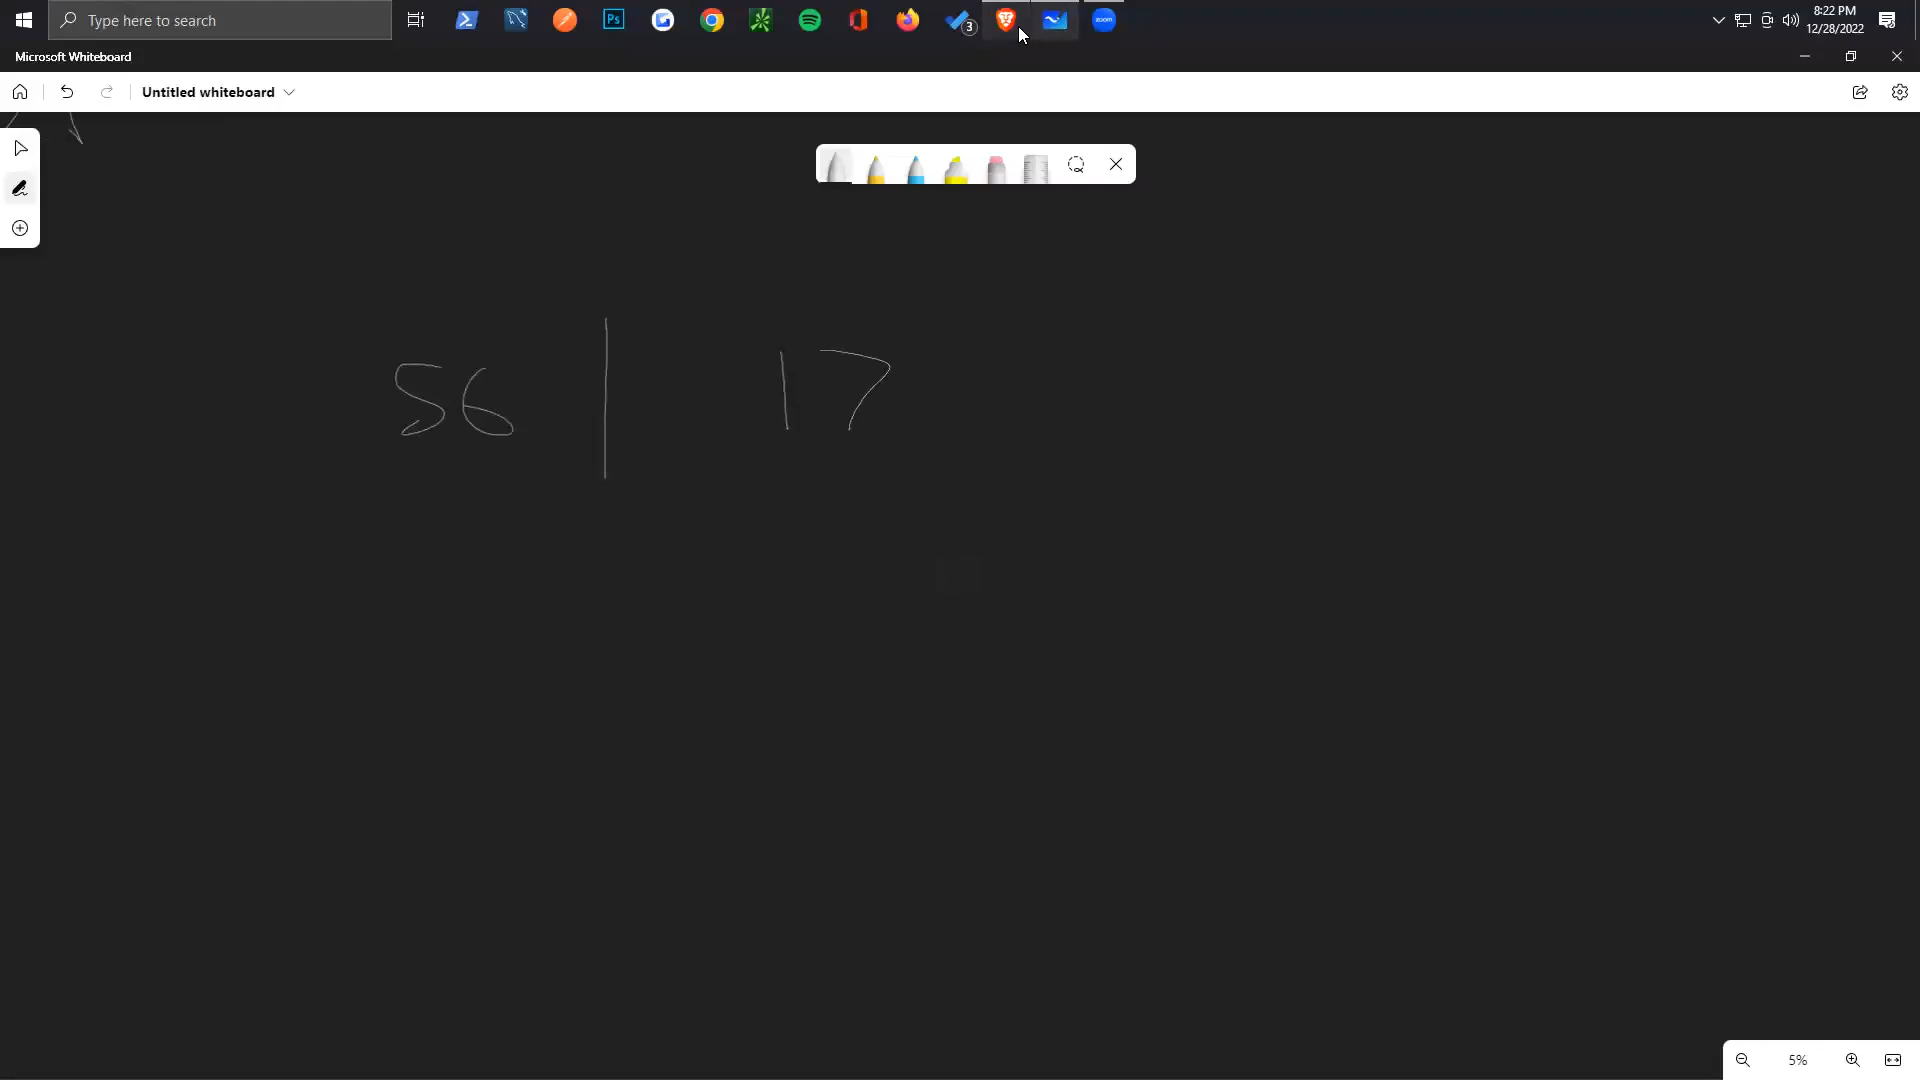 Type here to search
Ps
3
zoom
8:22 PM
12/28/2022
Microsoft Whiteboard
Untitled whiteboard
56 | 17
5%